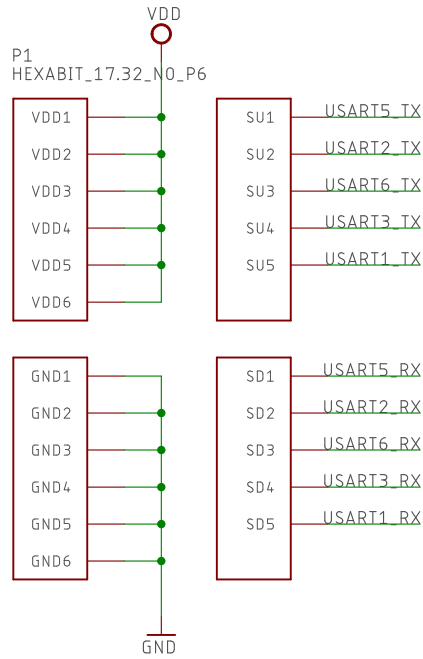 VDD
P1
HEXABIT_17.32_NO_P6
VDD1
VDD2
VDD3
VDD4
VDD5
VDD6
SU1 USART5_TX
SU2 USART2_TX
SU3 USART6_TX
SU4 USART3_TX
SU5 USART1_TX
GND1
GND2
GND3
GND4
GND5
GND6
SD1 USART5_RX
SD2 USART2_RX
SD3 USART6_RX
SD4 USART3_RX
SD5 USART1_RX
GND